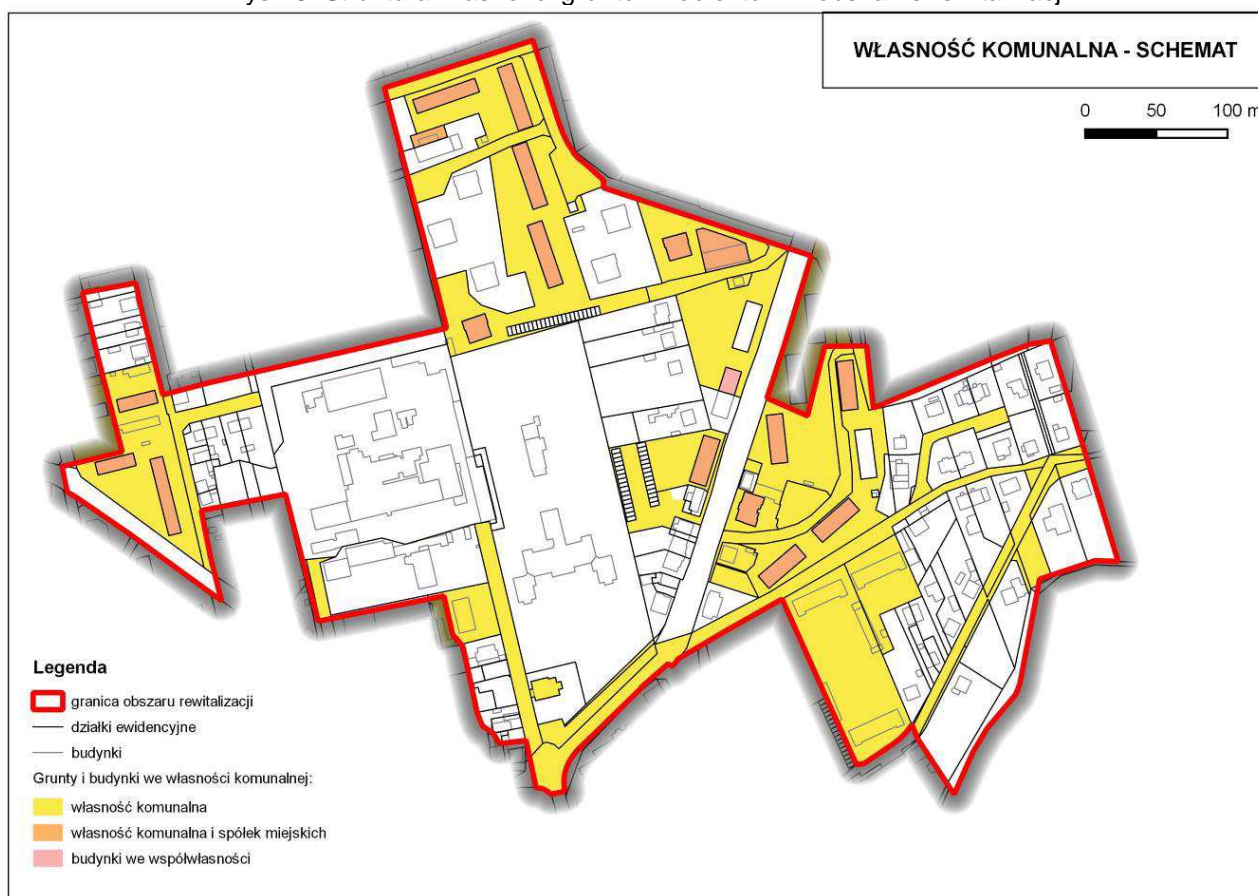 WŁASNOŚĆ KOMUNALNA - SCHEMAT
0 50 100 m
Legenda
granica obszaru rewitalizacji
działki ewidencyjne
budynki
Grunty i budynki we własności komunalnej:
własność komunalna
własność komunalna i spółek miejskich
budynki we współwłasności